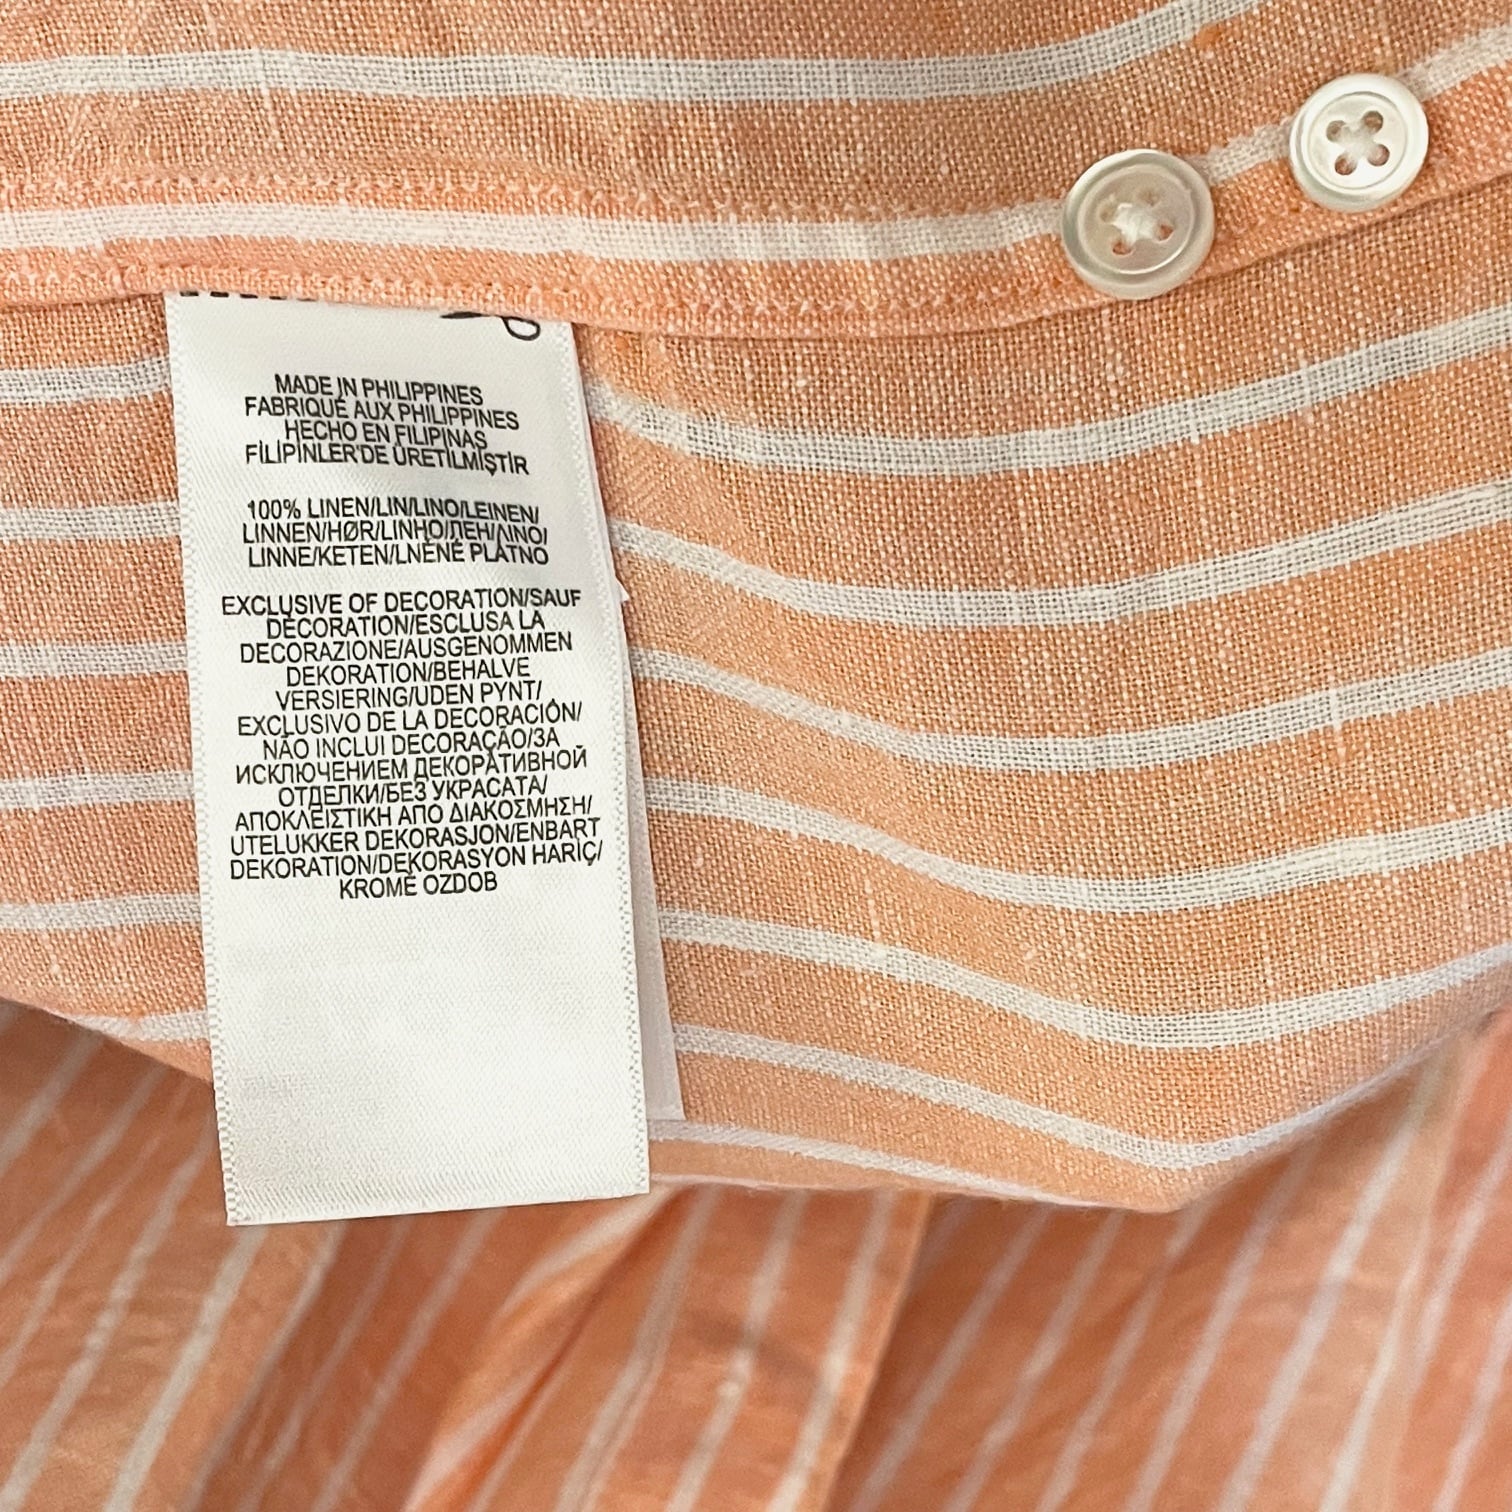 MADE IN PHILIPPINES
FABRIQUÉ AUX PHILIPPINES
HECHO EN FILIPINAS
FİLİPİNLER'DE ÜRETİLMİŞTİR
100% LINEN/LIN/LINO/LEINEN/
LINNEN/HØR/LINHO/ЛЕН/ΛΙΝΟ/
LINNE/KETEN/LNĚNÉ PLÁTNO
EXCLUSIVE OF DECORATION/SAUF
DÉCORATION/ESCLUSA LA
DECORAZIONE/AUSGENOMMEN
DEKORATION/BEHALVE
VERSIERING/UDEN PYNT/
EXCLUSIVO DE LA DECORACIÓN/
NÃO INCLUI DECORAÇÃO/ЗА
ИСКЛЮЧЕНИЕМ ДЕКОРАТИВНОЙ
ОТДЕЛКИ/БЕЗ УКРАСАТА/
ΑΠΟΚΛΕΙΣΤΙΚΗ ΑΠΟ ΔΙΑΚΟΣΜΗΣΗ/
UTELUKKER DEKORASJON/ENBART
DEKORATION/DEKORASYON HARİÇ/
KROMĚ OZDOB